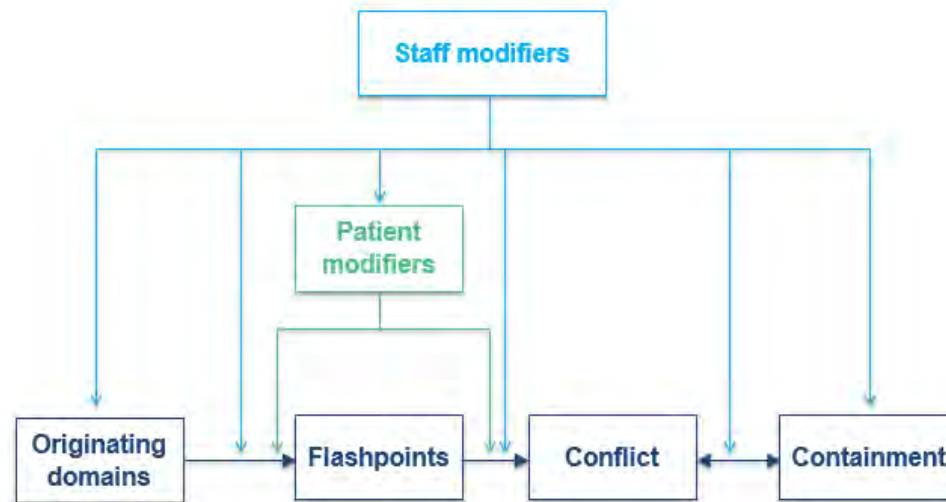 Staff modifiers
Patient
modifiers
Originating
domains
Flashpoints
Conflict
Containment